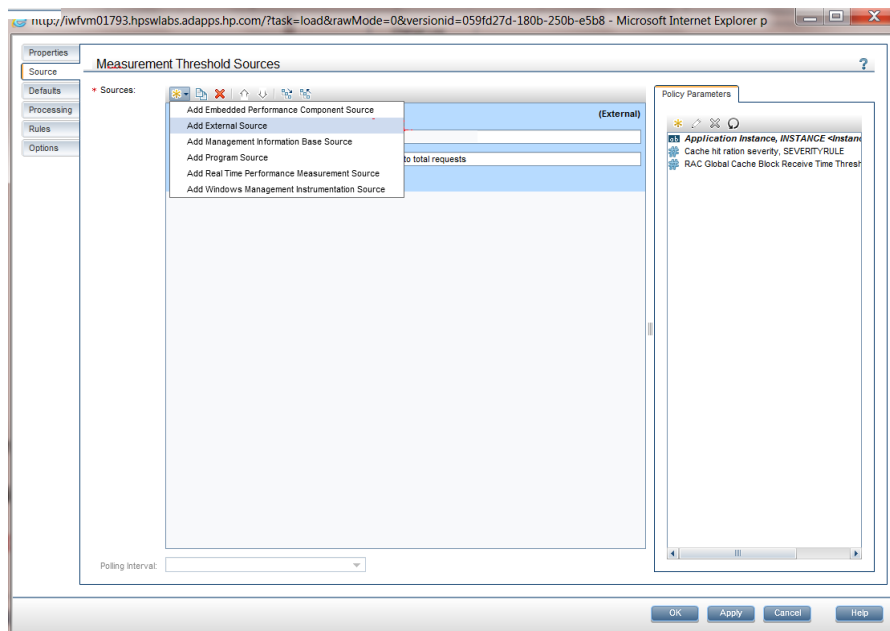 http://iwfvm01793.hpswlabs.adapps.hp.com/?task=load&rawMode=0&versionid=059fd27d-180b-250b-e5b8 - Microsoft Internet Explorer p
Properties
Source
Defaults
Processing
Rules
Options
Measurement Threshold Sources
?
* Sources:
Add Embedded Performance Component Source
Add External Source
Add Management Information Base Source
Add Program Source
Add Real Time Performance Measurement Source
Add Windows Management Instrumentation Source
(External)
to total requests
Polling Interval:
Policy Parameters
Application Instance, INSTANCE <Instanc
Cache hit ration severity, SEVERITYRULE
RAC Global Cache Block Receive Time Thresh
OK
Apply
Cancel
Help